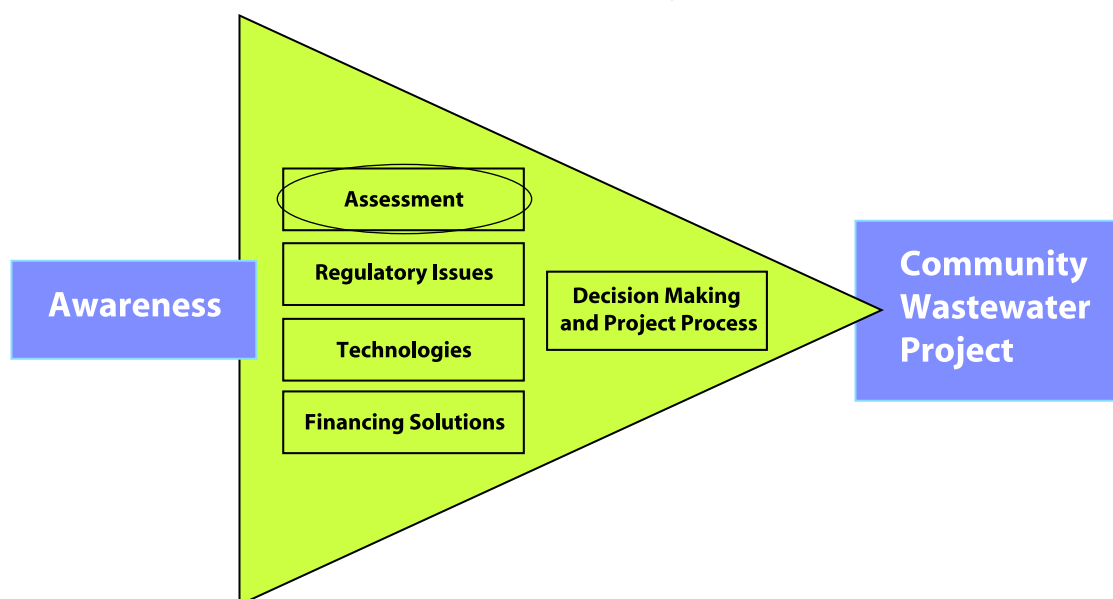 Awareness
Assessment
Regulatory Issues
Technologies
Financing Solutions
Decision Making
and Project Process
Community
Wastewater
Project